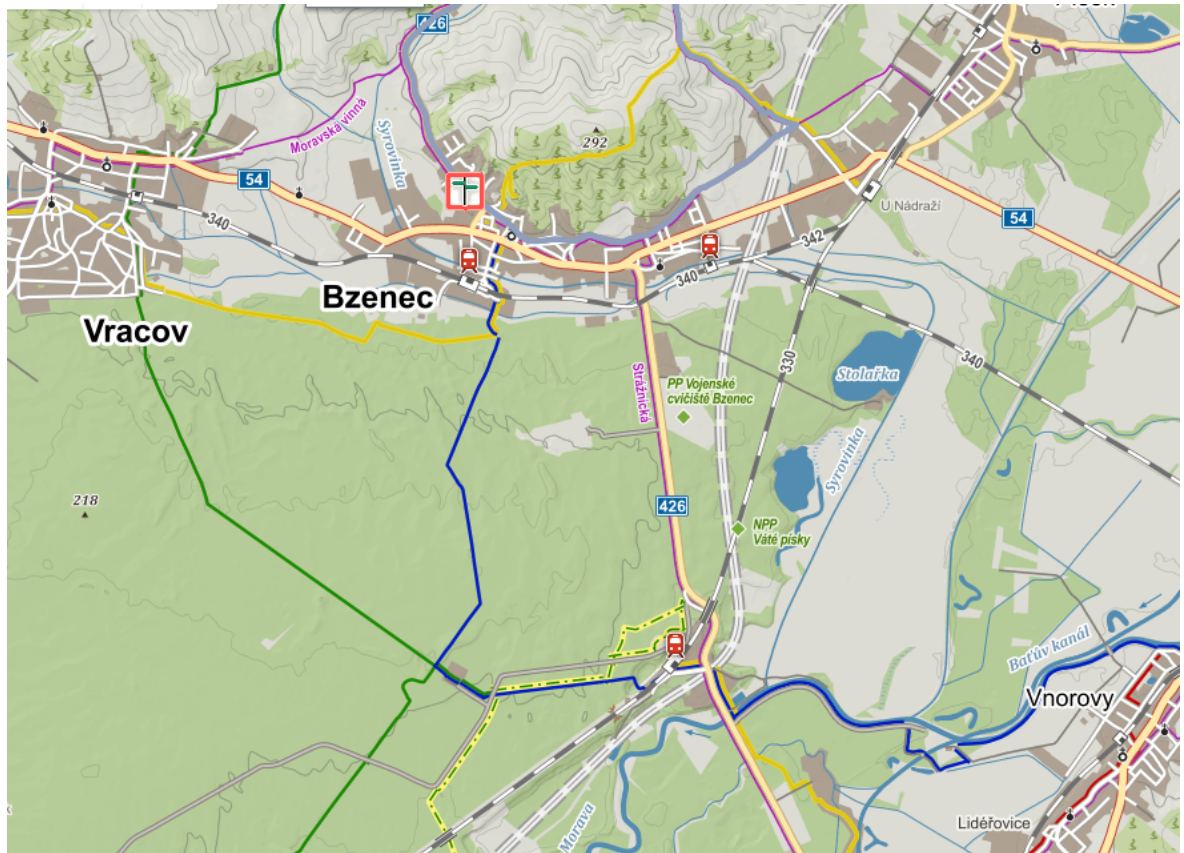 426
Moravská vinná
Syrovinka
292
54
340
U Nádraží
54
342
340
Bzenec
Vracov
330
340
Strážnická
PP Vojenské
cvičiště Bzenec
Stolařka
Syrovinka
218
426
NPP
Váté písky
Baťův kanál
Vnorovy
Morava
Lidéřovice